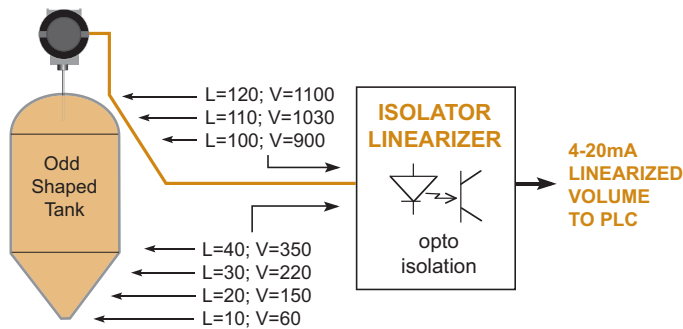 L=120; V=1100
L=110; V=1030
L=100; V=900
Odd
Shaped
Tank
L=40; V=350
L=30; V=220
L=20; V=150
L=10; V=60
ISOLATOR
LINEARIZER
opto
isolation
4-20mA
LINEARIZED
VOLUME
TO PLC